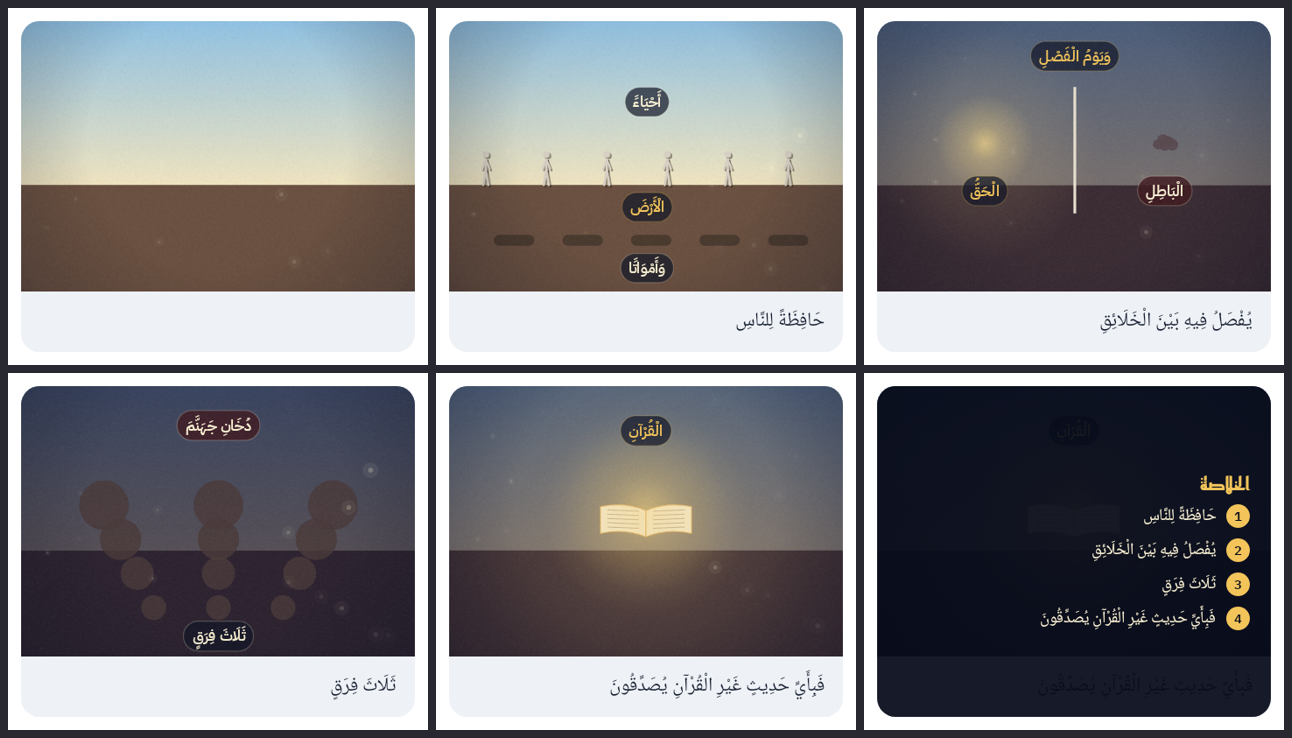 أَحْيَاءً
الْأَرْضَ
وَأَمْوَاتًا
حَافِظَةً لِلنَّاسِ
وَيَوْمُ الْفَصْلِ
الْحَقُّ
الْبَاطِلِ
يُفْصَلُ فِيهِ بَيْنَ الْخَلَائِقِ
دُخَانِ جَهَنَّمَ
ثَلَاثَ فِرَقٍ
ثَلَاثَ فِرَقٍ
الْقُرْآنِ
فَبِأَيِّ حَدِيثٍ غَيْرِ الْقُرْآنِ يُصَدِّقُونَ
الْقُرْآنِ
الخلاصة
1 حَافِظَةً لِلنَّاسِ
2 يُفْصَلُ فِيهِ بَيْنَ الْخَلَائِقِ
3 ثَلَاثَ فِرَقٍ
4 فَبِأَيِّ حَدِيثٍ غَيْرِ الْقُرْآنِ يُصَدِّقُونَ
فَبِأَيِّ حَدِيثٍ غَيْرِ الْقُرْآنِ يُصَدِّقُونَ